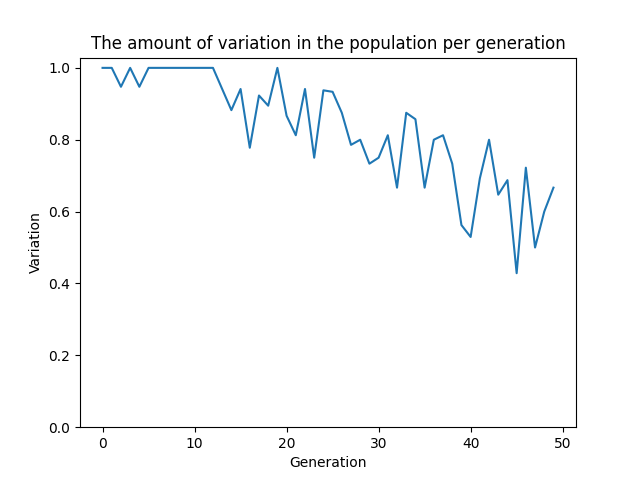 The amount of variation in the population per generation
1.0
0.8
0.6
0.4
0.2
0.0
Variation
0 10 20 30 40 50
Generation